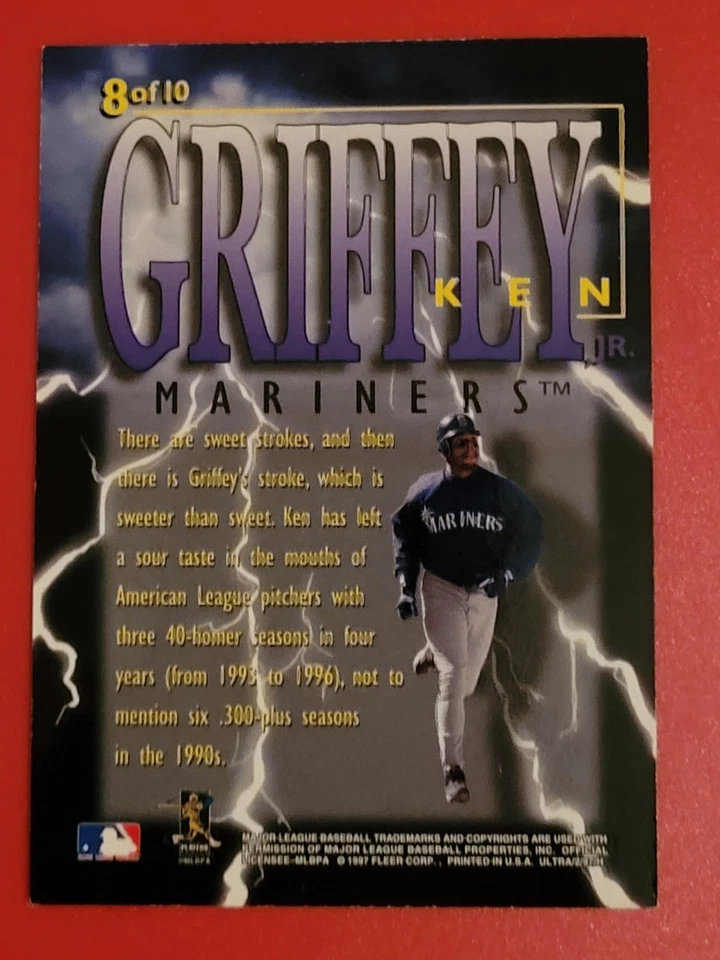 8 of 10
GRIFFEY
KEN
JR.
MARINERS™
There are sweet strokes, and then
there is Griffey's stroke, which is
sweeter than sweet. Ken has left
a sour taste in the mouths of
American League pitchers with
three 40-homer seasons in four
years (from 1993 to 1996), not to
mention six .300-plus seasons
in the 1990s.
MARINERS
PLAYERS
MAJOR LEAGUE BASEBALL TRADEMARKS AND COPYRIGHTS ARE USED WITH
PERMISSION OF MAJOR LEAGUE BASEBALL PROPERTIES, INC. OFFICIAL
LICENSEE–MLBPA © 1997 FLEER CORP., PRINTED IN U.S.A.